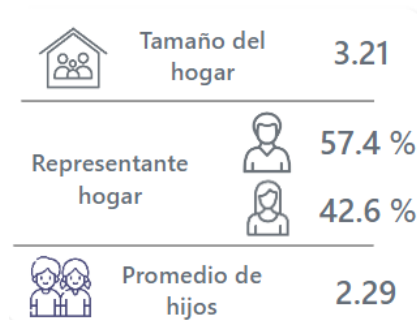 Tamaño del
hogar
3.21
Representante
hogar
57.4 %
42.6 %
Promedio de
hijos
2.29